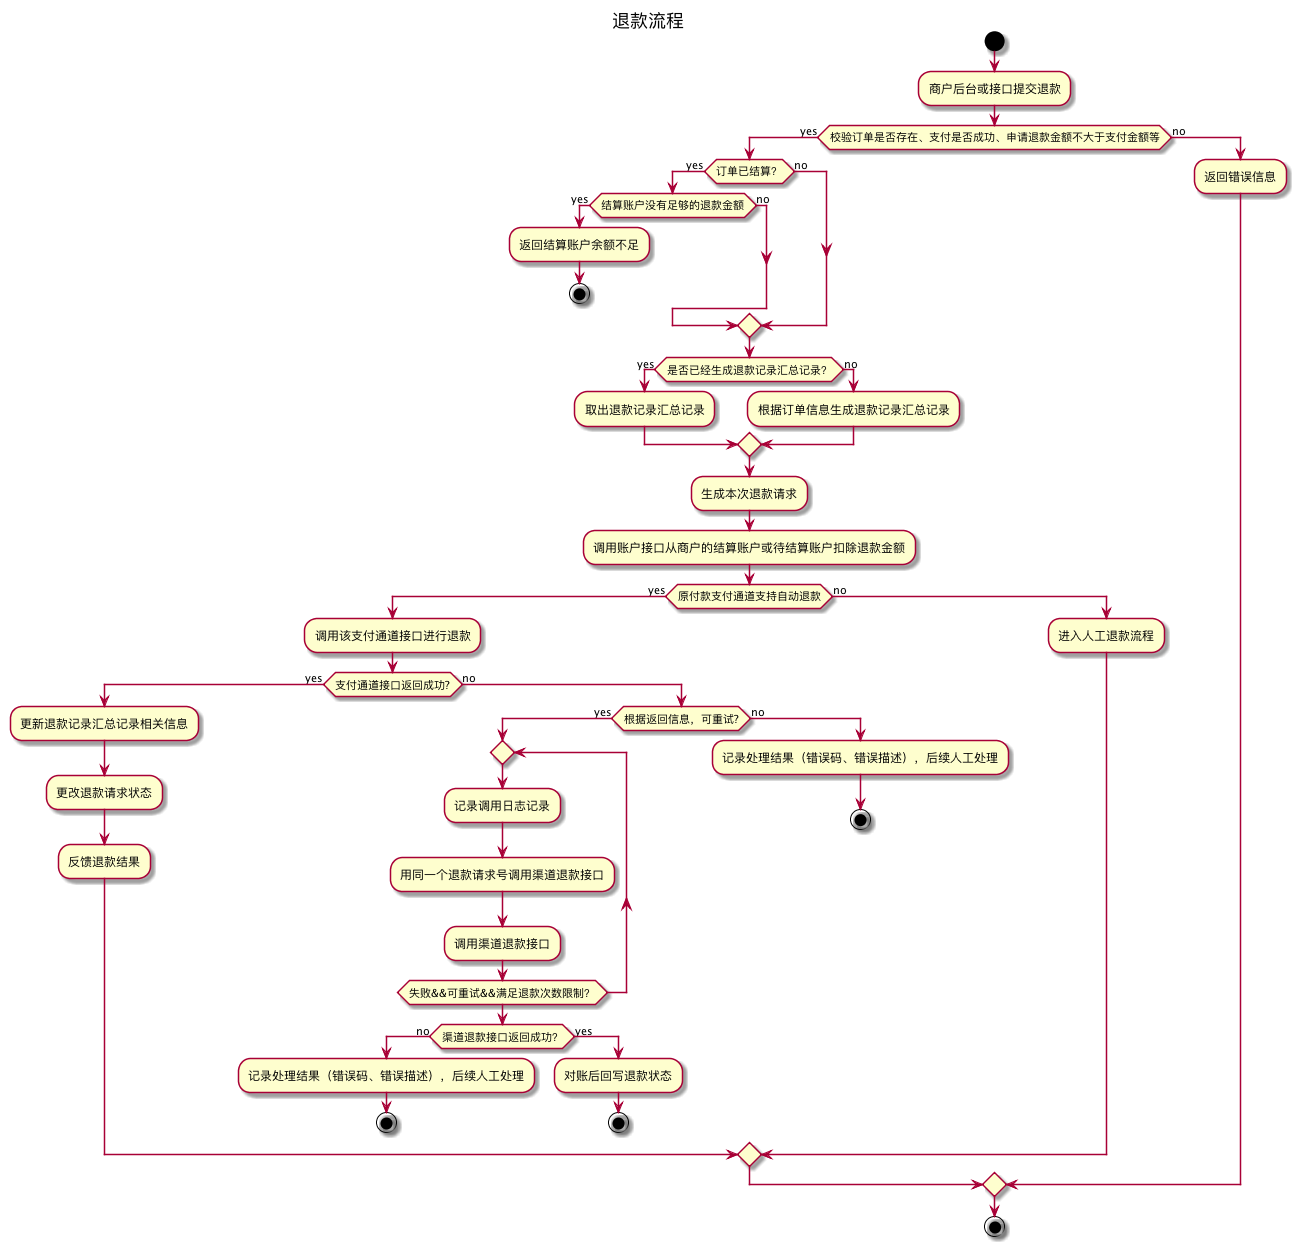 退款流程
商户后台或接口提交退款
yes
校验订单是否存在、支付是否成功、申请退款金额不大于支付金额等
no
yes
订单已结算?
no
返回错误信息
yes
结算账户没有足够的退款金额
no
返回结算账户余额不足
yes
是否已经生成退款记录汇总记录?
no
取出退款记录汇总记录
根据订单信息生成退款记录汇总记录
生成本次退款请求
调用账户接口从商户的结算账户或待结算账户扣除退款金额
yes
原付款支付通道支持自动退款
no
调用该支付通道接口进行退款
进入人工退款流程
yes
支付通道接口返回成功?
no
更新退款记录汇总记录相关信息
yes
根据返回信息，可重试?
no
记录处理结果（错误码、错误描述），后续人工处理
更改退款请求状态
记录调用日志记录
反馈退款结果
用同一个退款请求号调用渠道退款接口
调用渠道退款接口
失败&&可重试&&满足退款次数限制?
no
渠道退款接口返回成功?
yes
记录处理结果（错误码、错误描述），后续人工处理
对账后回写退款状态